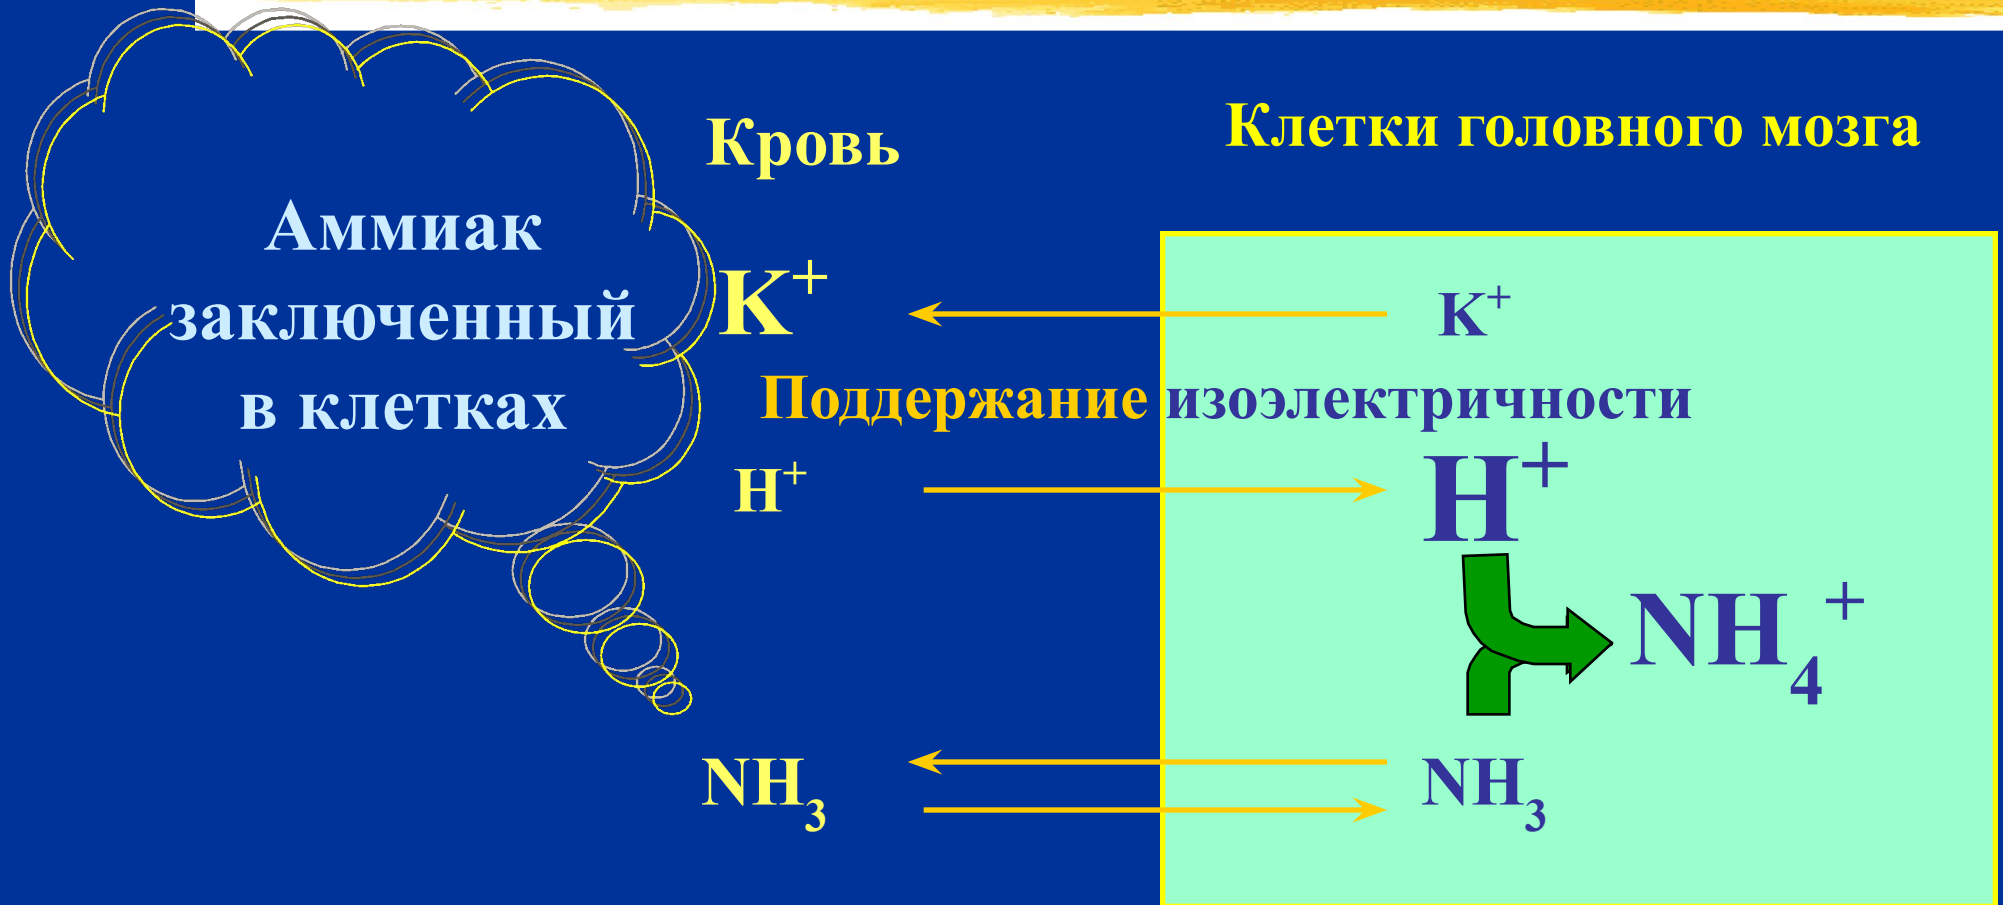 Кровь
Клетки головного мозга
Аммиак
заключенный
в клетках
K⁺
K⁺
Поддержание изоэлектричности
H⁺
H⁺
NH₄⁺
NH₃
NH₃